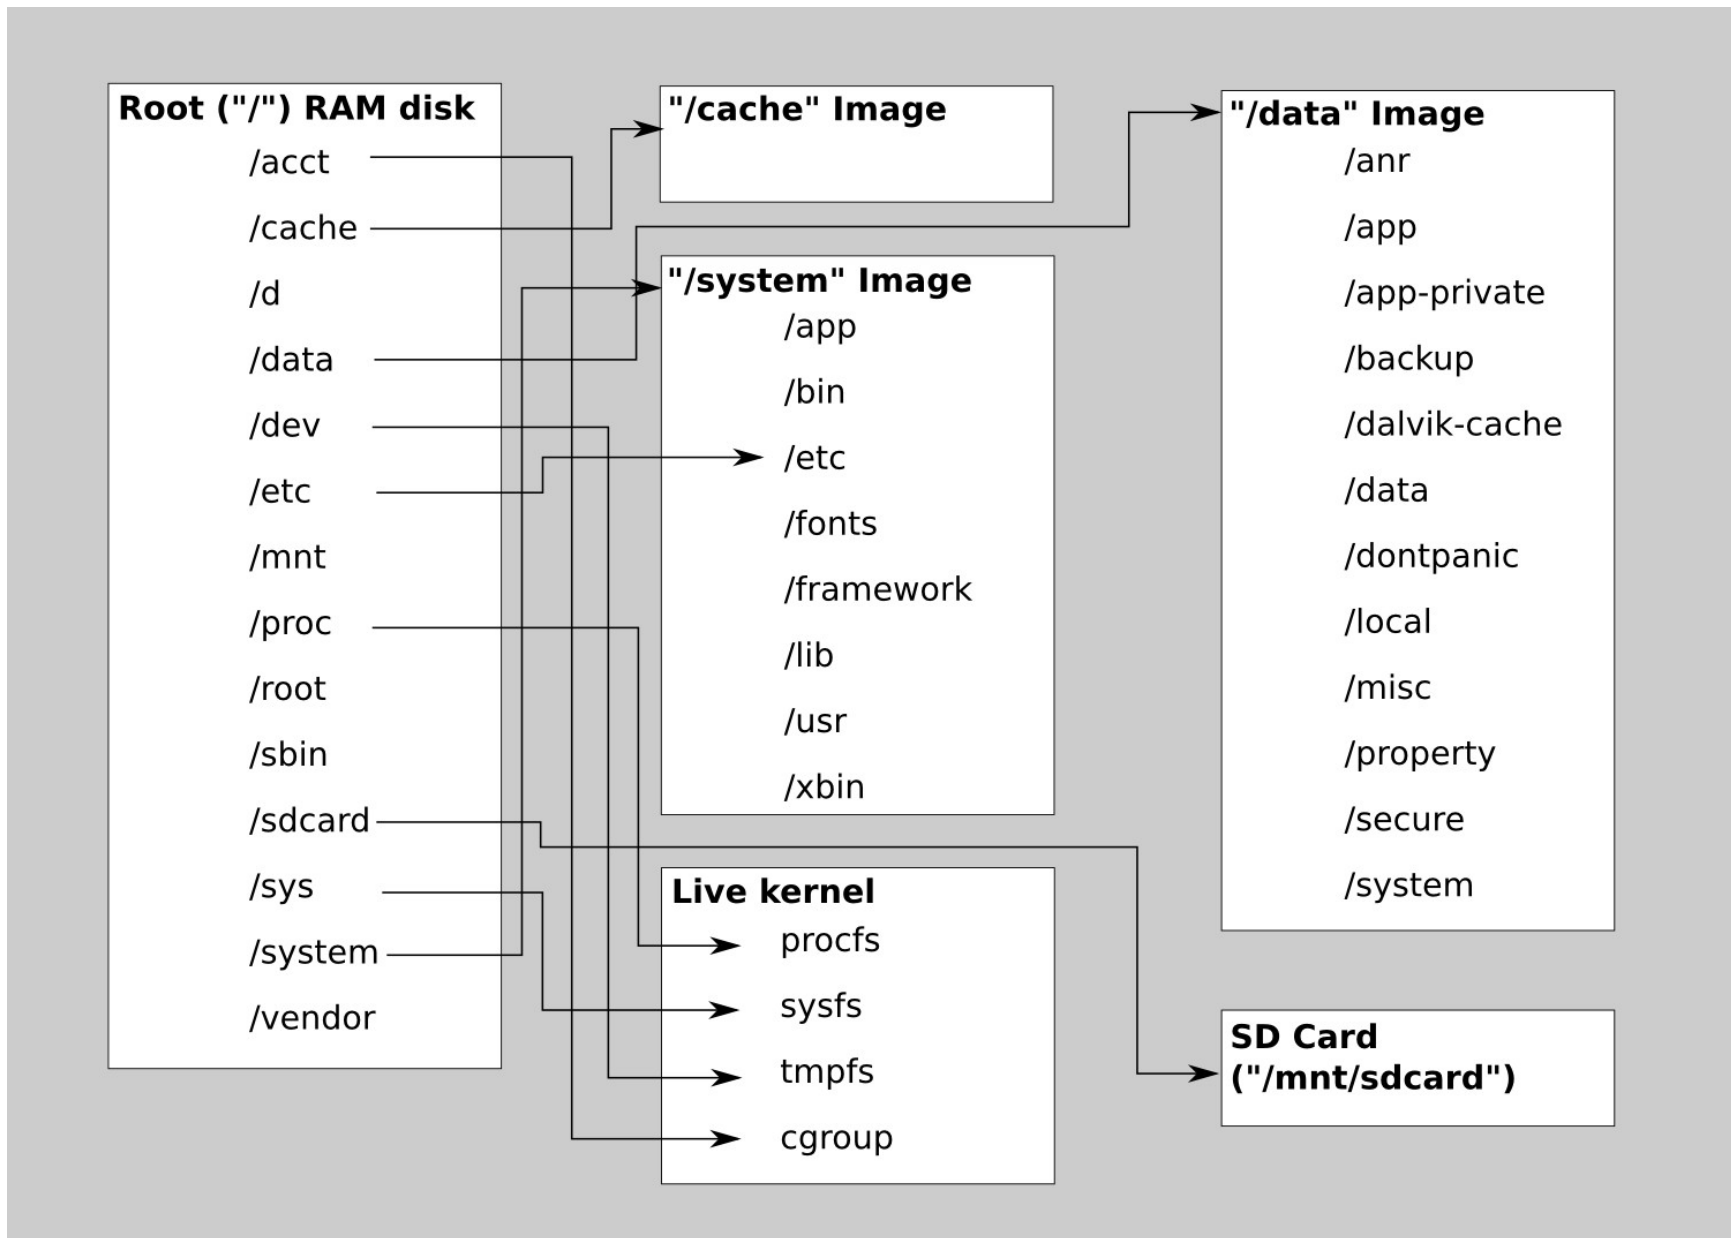 Root ("/") RAM disk
/acct
/cache
/d
/data
/dev
/etc
/mnt
/proc
/root
/sbin
/sdcard
/sys
/system
/vendor
"/cache" Image
"/system" Image
/app
/bin
/etc
/fonts
/framework
/lib
/usr
/xbin
Live kernel
procfs
sysfs
tmpfs
cgroup
"/data" Image
/anr
/app
/app-private
/backup
/dalvik-cache
/data
/dontpanic
/local
/misc
/property
/secure
/system
SD Card
("/mnt/sdcard")